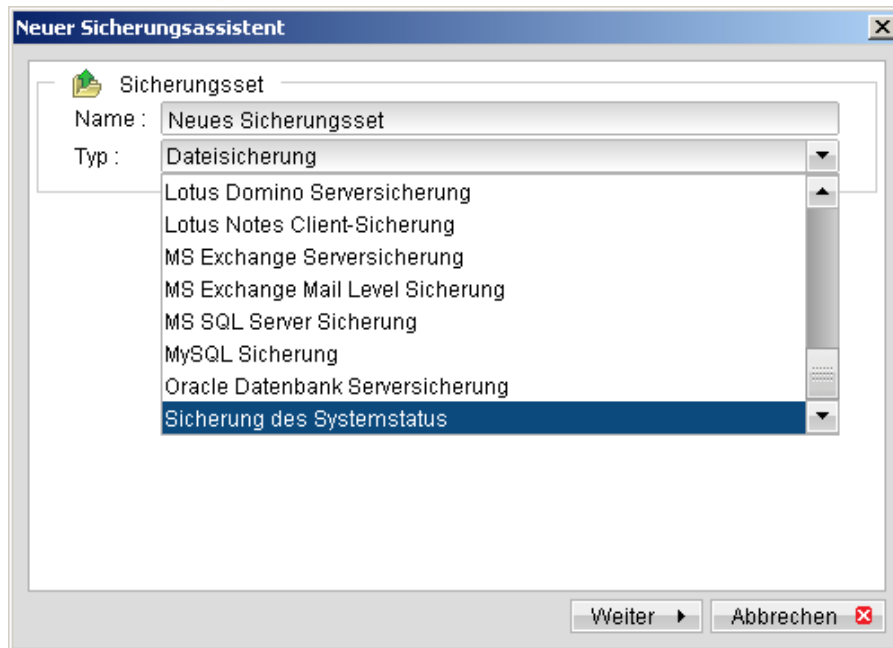 Neuer Sicherungsassistent
Sicherungsset
Name : Neues Sicherungsset
Typ : Dateisicherung
Lotus Domino Serversicherung
Lotus Notes Client-Sicherung
MS Exchange Serversicherung
MS Exchange Mail Level Sicherung
MS SQL Server Sicherung
MySQL Sicherung
Oracle Datenbank Serversicherung
Sicherung des Systemstatus
Weiter Abbrechen